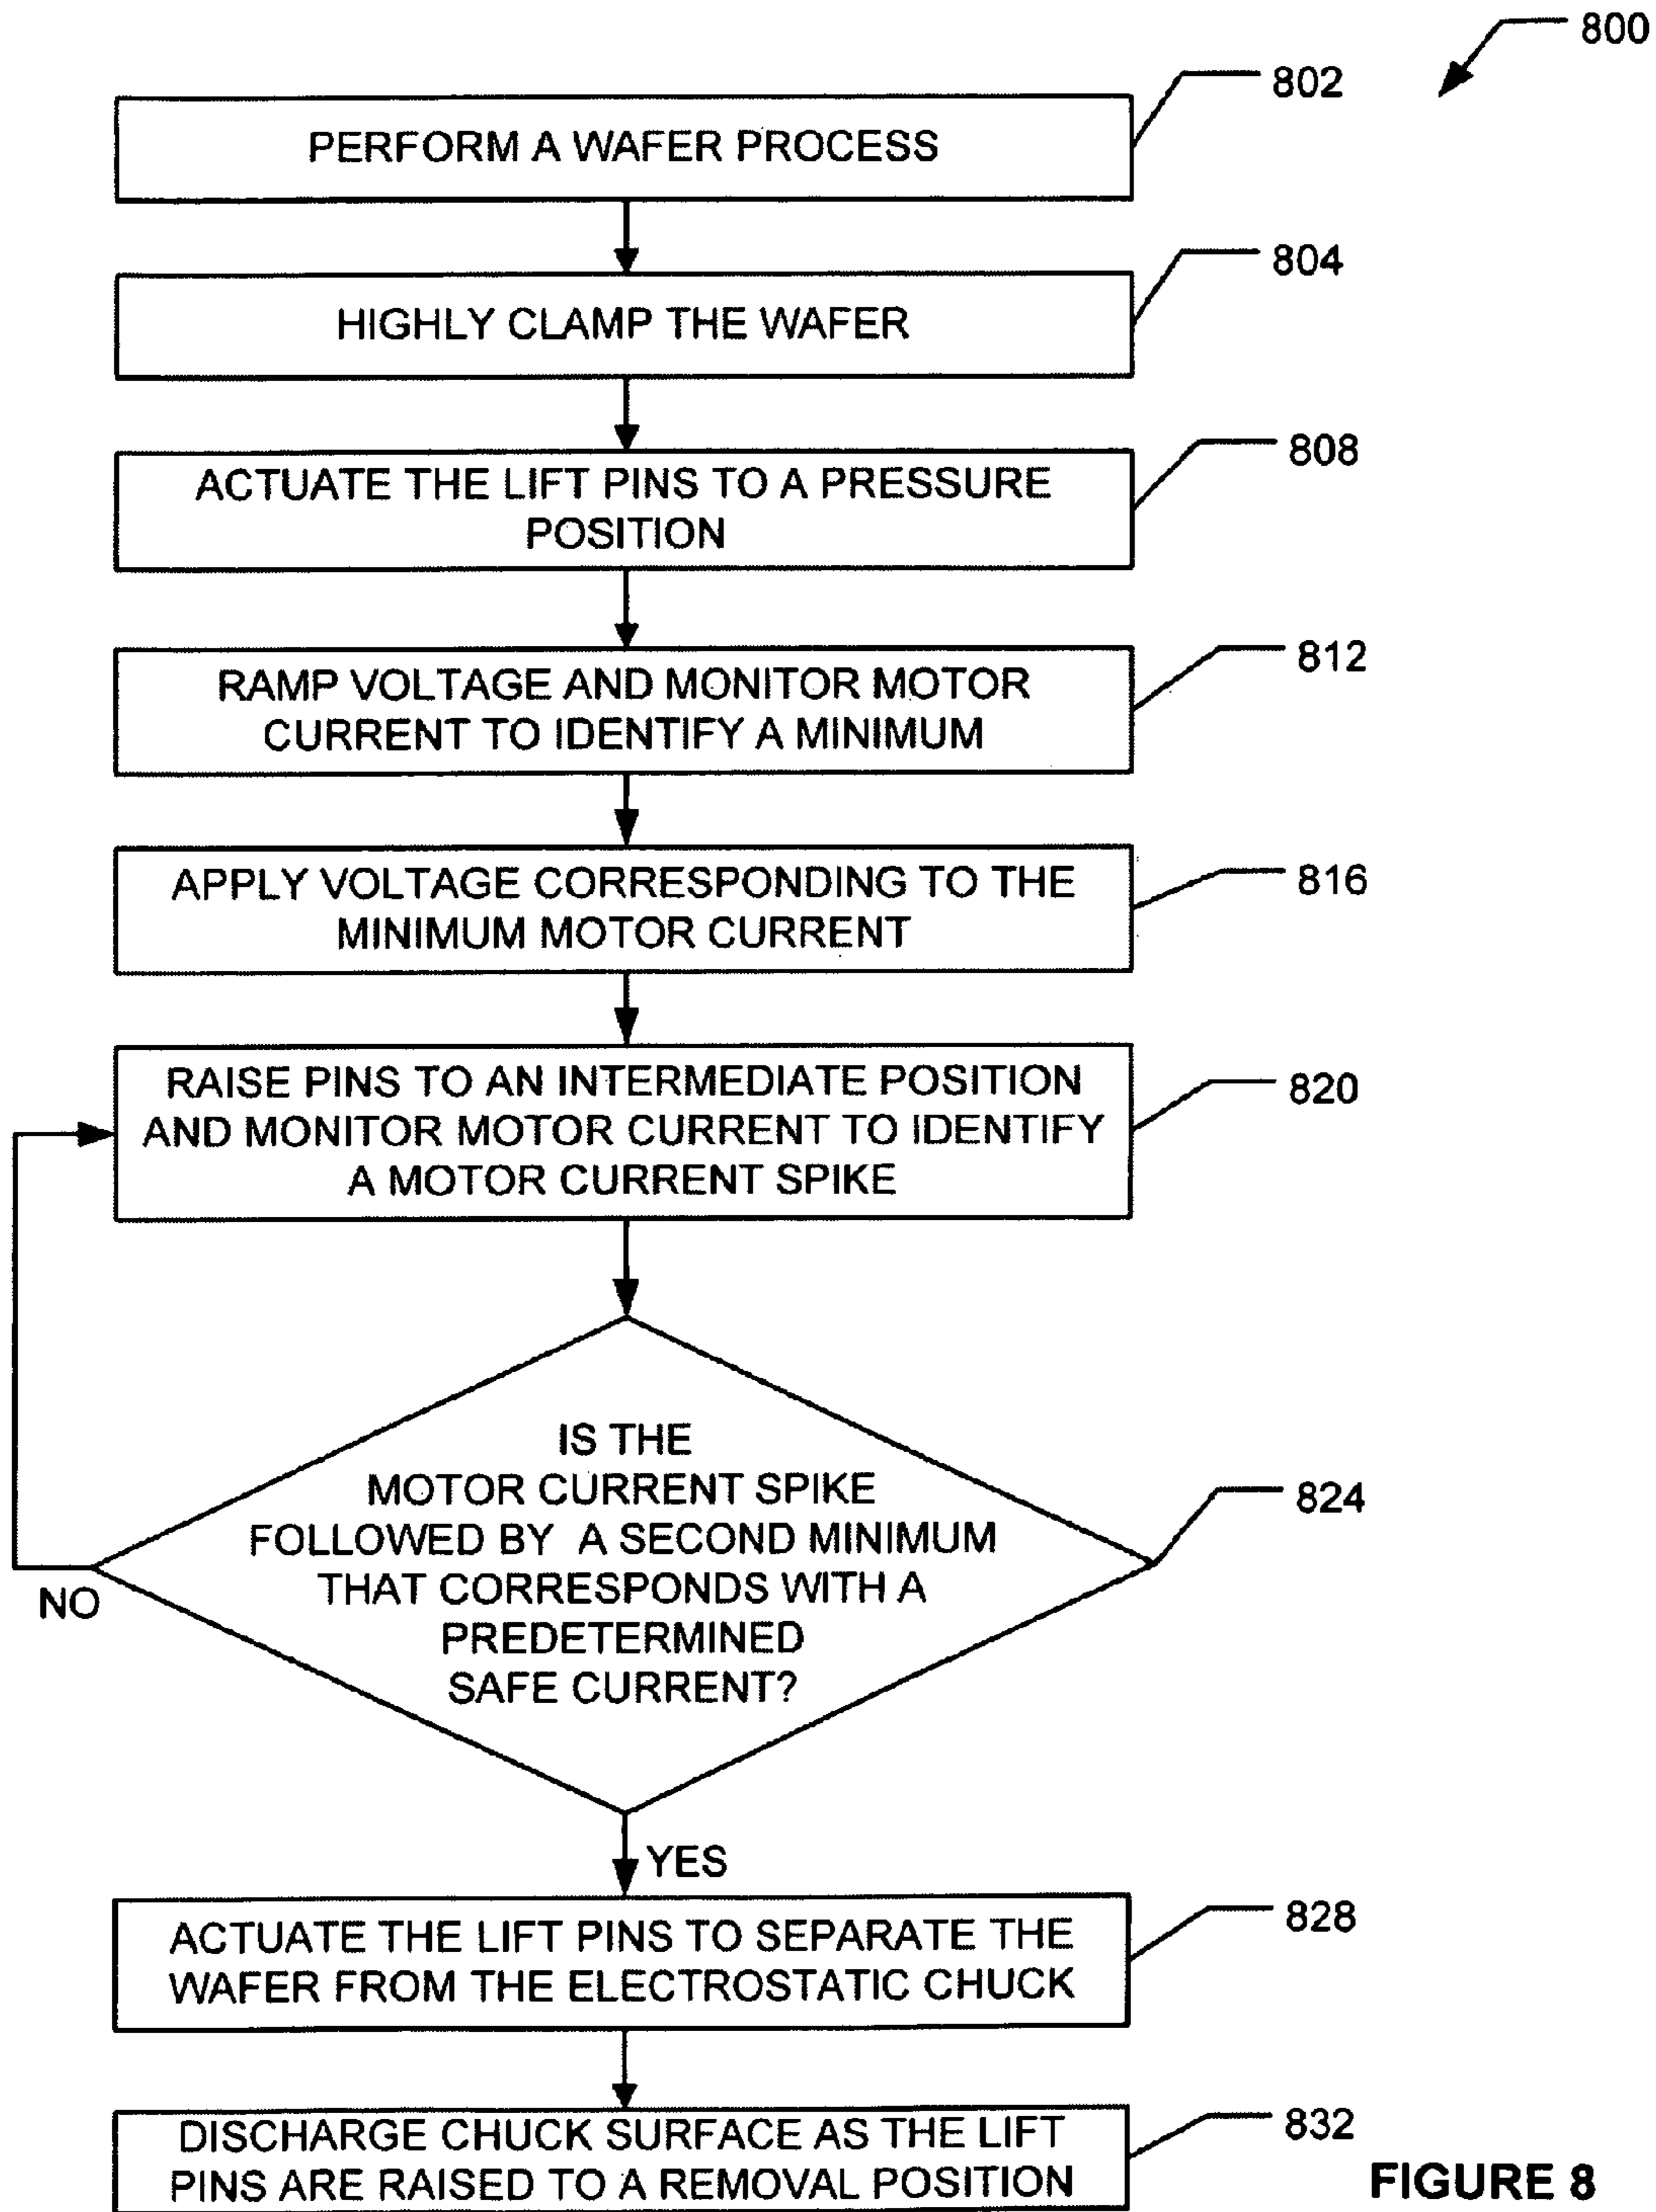 800
802
PERFORM A WAFER PROCESS
804
HIGHLY CLAMP THE WAFER
808
ACTUATE THE LIFT PINS TO A PRESSURE
POSITION
812
RAMP VOLTAGE AND MONITOR MOTOR
CURRENT TO IDENTIFY A MINIMUM
816
APPLY VOLTAGE CORRESPONDING TO THE
MINIMUM MOTOR CURRENT
820
RAISE PINS TO AN INTERMEDIATE POSITION
AND MONITOR MOTOR CURRENT TO IDENTIFY
A MOTOR CURRENT SPIKE
824
IS THE
MOTOR CURRENT SPIKE
FOLLOWED BY A SECOND MINIMUM
THAT CORRESPONDS WITH A
PREDETERMINED
SAFE CURRENT?
NO
YES
828
ACTUATE THE LIFT PINS TO SEPARATE THE
WAFER FROM THE ELECTROSTATIC CHUCK
832
DISCHARGE CHUCK SURFACE AS THE LIFT
PINS ARE RAISED TO A REMOVAL POSITION
FIGURE 8